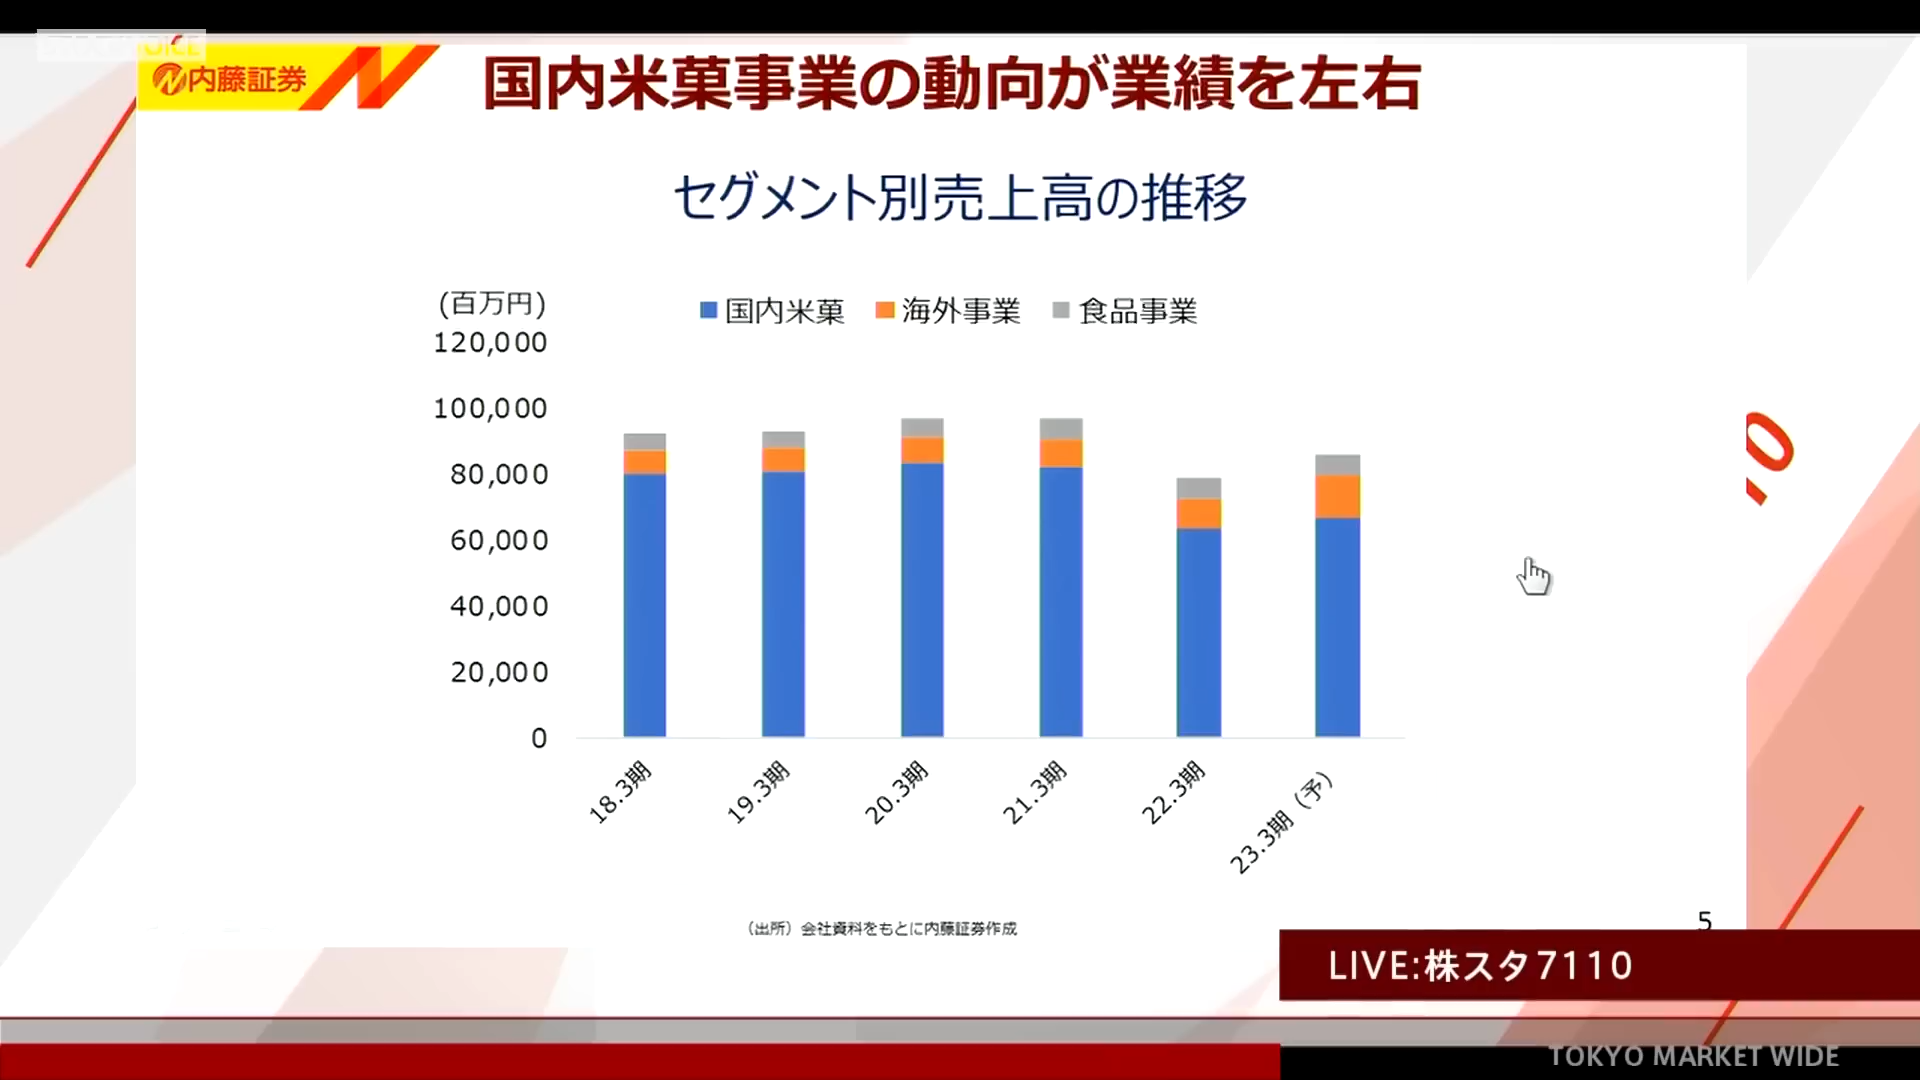 内藤証券
国内米菓事業の動向が業績を左右
セグメント別売上高の推移
(百万円)
国内米菓 海外事業 食品事業
120,000
100,000
80,000
60,000
40,000
20,000
0
18.3期
19.3期
20.3期
21.3期
22.3期
23.3期（予）
（出所）会社資料をもとに内藤証券作成
5
10
LIVE:株スタ7110
TOKYO MARKET WIDE